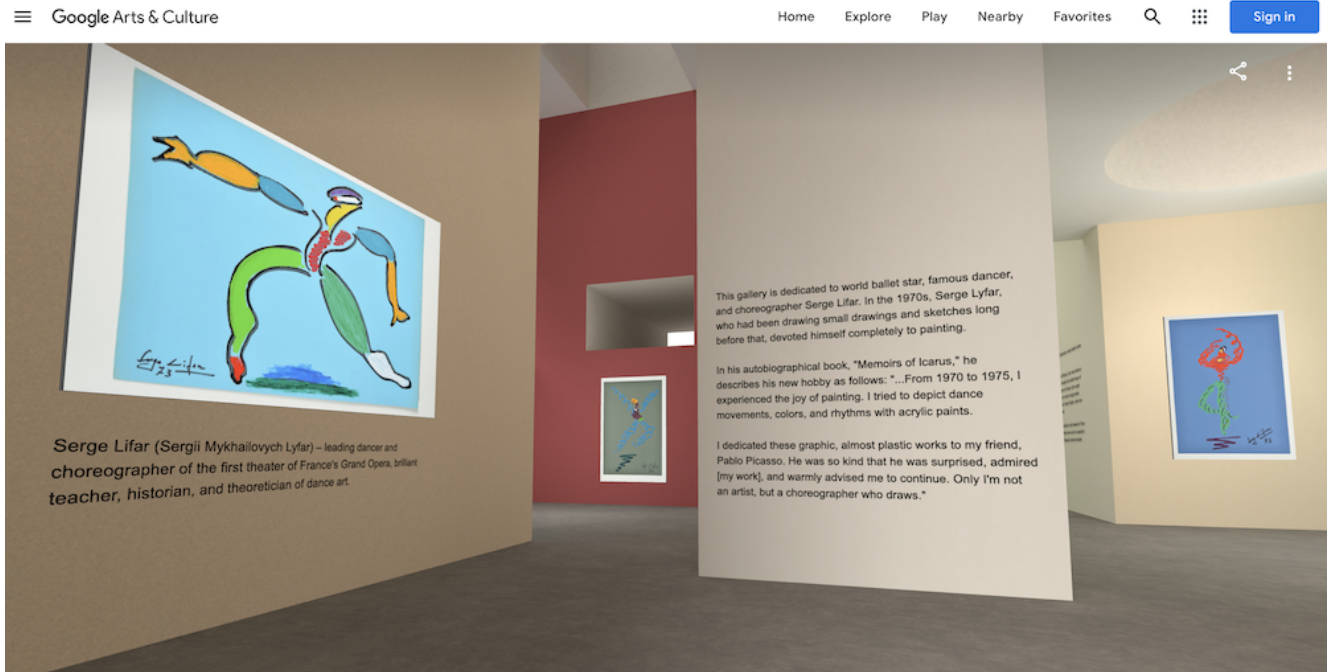 Google Arts & Culture
Home Explore Play Nearby Favorites Sign in
Serge Lifar (Sergii Mykhailovych Lyfar) – leading dancer and
choreographer of the first theater of France's Grand Opera, brilliant
teacher, historian, and theoretician of dance art.
This gallery is dedicated to world ballet star, famous dancer,
and choreographer Serge Lifar. In the 1970s, Serge Lyfar,
who had been drawing small drawings and sketches long
before that, devoted himself completely to painting.
In his autobiographical book, "Memoirs of Icarus," he
describes his new hobby as follows: "...From 1970 to 1975, I
experienced the joy of painting. I tried to depict dance
movements, colors, and rhythms with acrylic paints.
I dedicated these graphic, almost plastic works to my friend,
Pablo Picasso. He was so kind that he was surprised, admired
[my work], and warmly advised me to continue. Only I'm not
an artist, but a choreographer who draws."